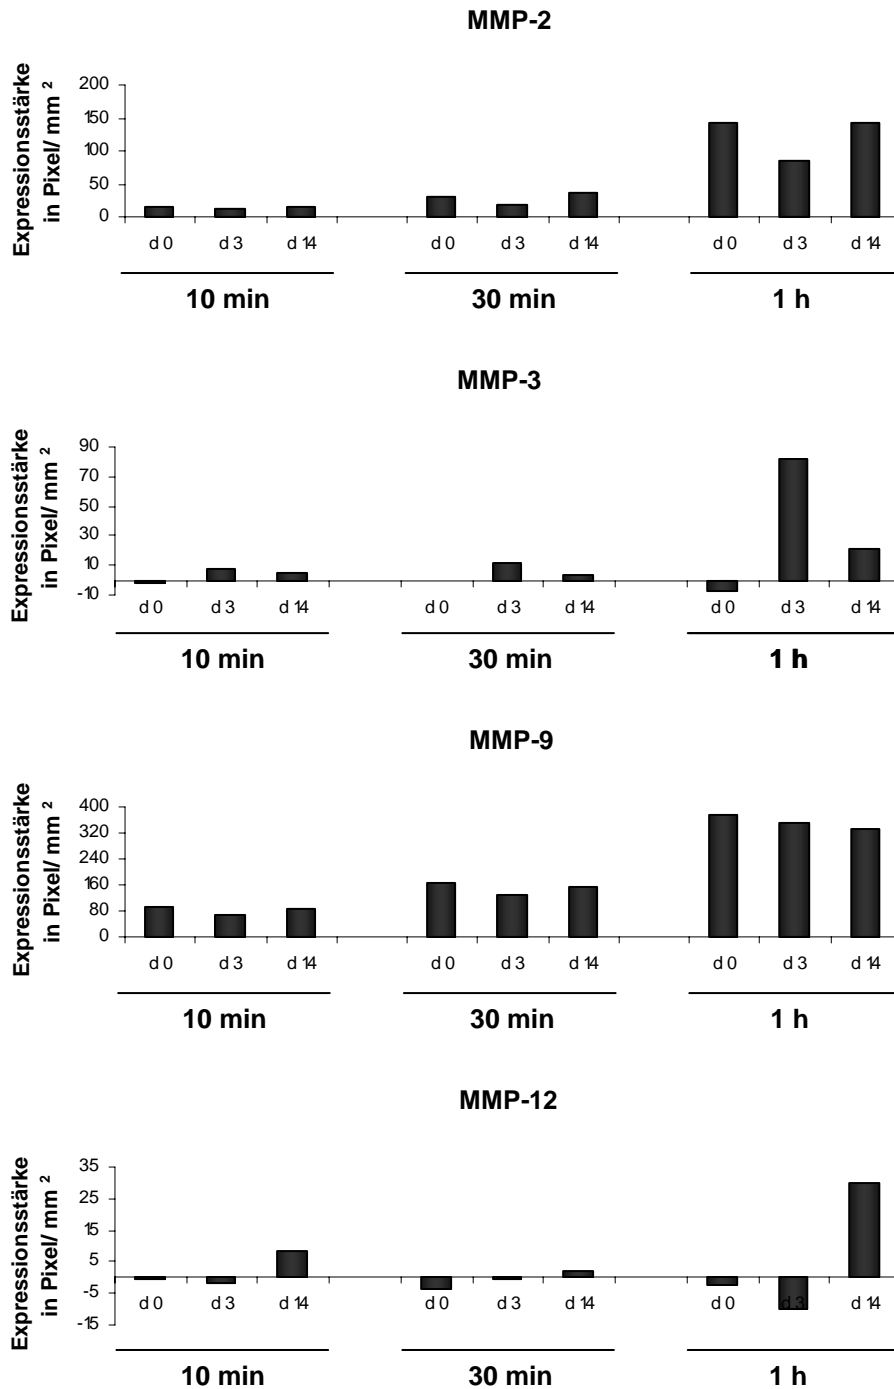 MMP-2
Expressionsstärke
in Pixel/ mm ²
200
150
100
50
0
d 0 d 3 d 14 d 0 d 3 d 14 d 0 d 3 d 14
10 min 30 min 1 h
MMP-3
Expressionsstärke
in Pixel/ mm ²
90
70
50
30
10
-10
d 0 d 3 d 14 d 0 d 3 d 14 d 0 d 3 d 14
10 min 30 min 1 h
MMP-9
Expressionsstärke
in Pixel/ mm ²
400
320
240
160
80
0
d 0 d 3 d 14 d 0 d 3 d 14 d 0 d 3 d 14
10 min 30 min 1 h
MMP-12
Expressionsstärke
in Pixel/ mm ²
35
25
15
5
-5
-15
d 0 d 3 d 14 d 0 d 3 d 14 d 0 d 3 d 14
10 min 30 min 1 h